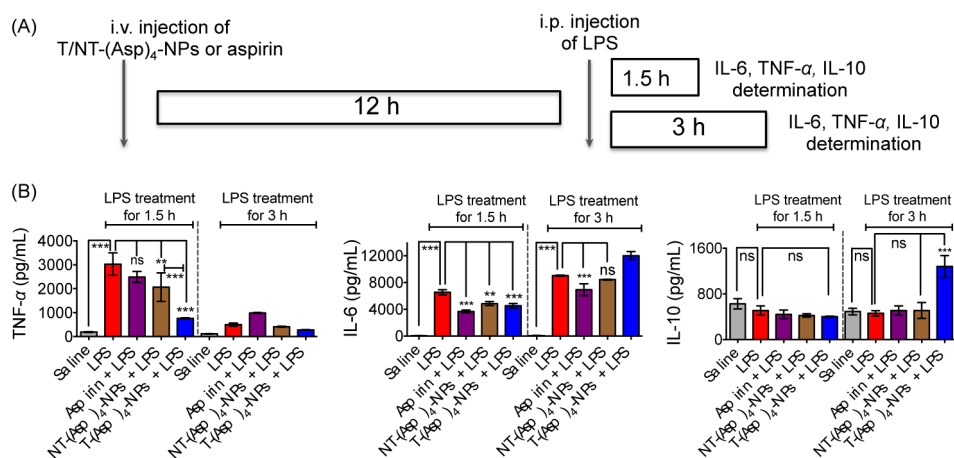 (A)
i.v. injection of
T/NT-(Asp)4-NPs or aspirin
i.p. injection
of LPS
12 h
1.5 h
IL-6, TNF-α, IL-10
determination
3 h
IL-6, TNF-α, IL-10
determination
(B)
LPS treatment
for 1.5 h
LPS treatment
for 3 h
TNF-α (pg/mL)
4000
3000
2000
1000
0
***
ns
**
***
***
Saline
LPS
Aspirin + LPS
NT-(Asp)4-NPs + LPS
T-(Asp)4-NPs + LPS
Saline
LPS
Aspirin + LPS
NT-(Asp)4-NPs + LPS
T-(Asp)4-NPs + LPS
LPS treatment
for 1.5 h
LPS treatment
for 3 h
IL-6 (pg/mL)
12000
8000
4000
0
***
***
**
***
***
***
ns
Saline
LPS
Aspirin + LPS
NT-(Asp)4-NPs + LPS
T-(Asp)4-NPs + LPS
Saline
LPS
Aspirin + LPS
NT-(Asp)4-NPs + LPS
T-(Asp)4-NPs + LPS
LPS treatment
for 1.5 h
LPS treatment
for 3 h
IL-10 (pg/mL)
1600
800
0
ns
ns
ns
ns
***
Saline
LPS
Aspirin + LPS
NT-(Asp)4-NPs + LPS
T-(Asp)4-NPs + LPS
Saline
LPS
Aspirin + LPS
NT-(Asp)4-NPs + LPS
T-(Asp)4-NPs + LPS